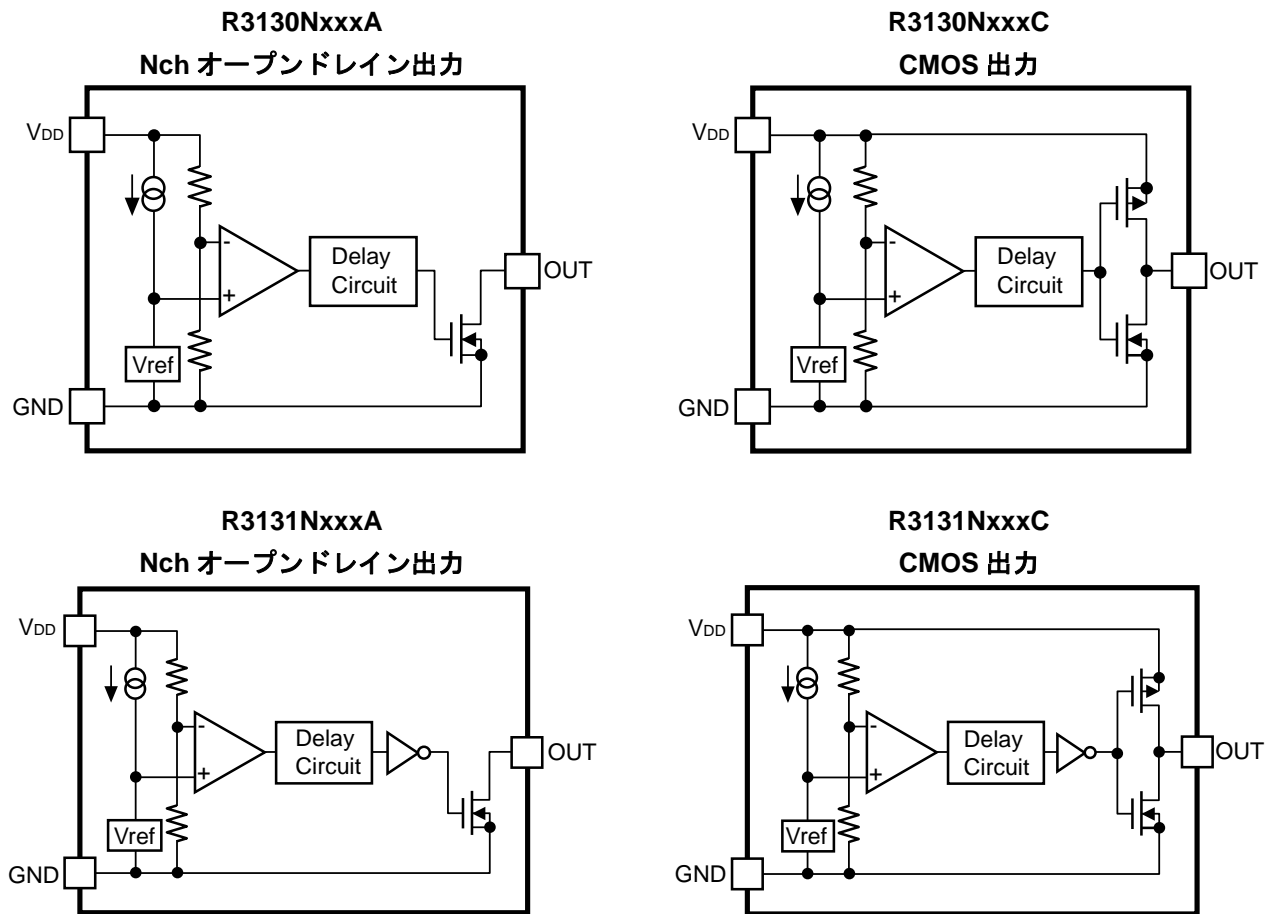 R3130NxxxA
Nch オープンドレイン出力
VDD
-
+
Delay
Circuit
OUT
Vref
GND
R3130NxxxC
CMOS 出力
VDD
-
+
Delay
Circuit
OUT
Vref
GND
R3131NxxxA
Nch オープンドレイン出力
VDD
-
+
Delay
Circuit
OUT
Vref
GND
R3131NxxxC
CMOS 出力
VDD
-
+
Delay
Circuit
OUT
Vref
GND